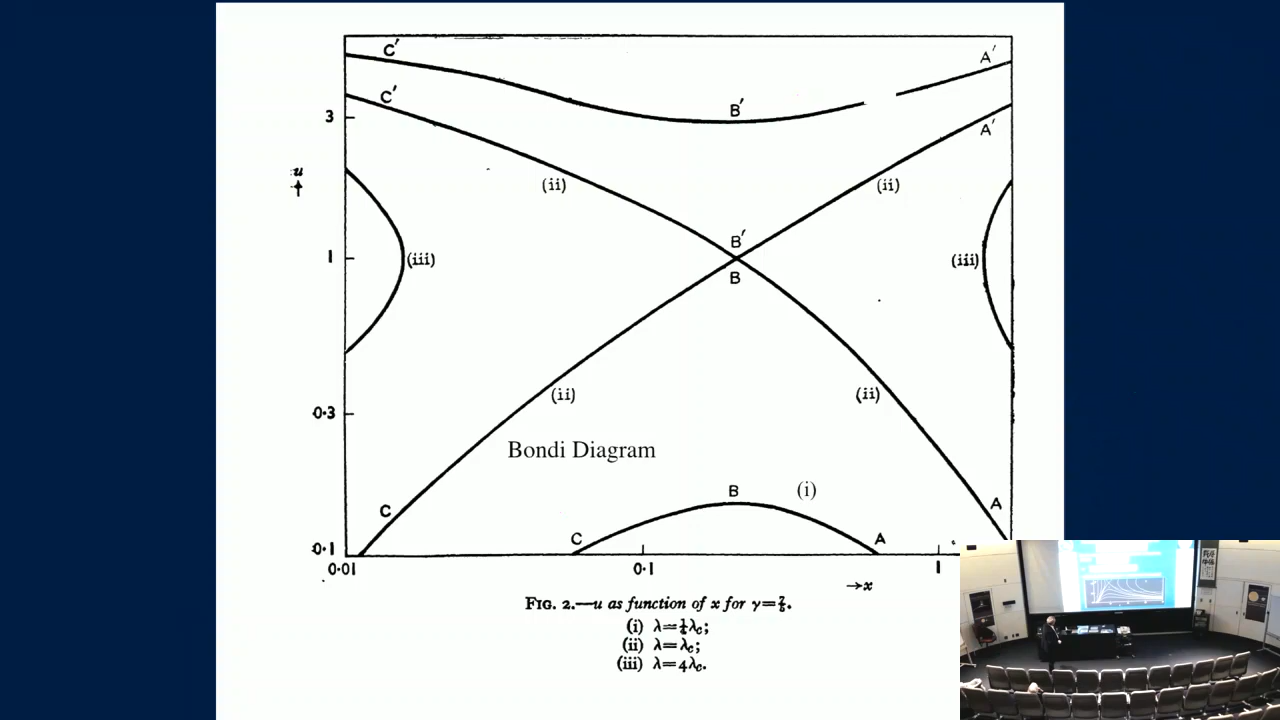 C′
A′
C′
3
B′
A′
u
(ii)
(ii)
B′
1
(iii)
(iii)
B
(ii)
(ii)
0·3
Bondi Diagram
B
(i)
C
A
C
A
0·1
0·01
0·1
1
→x
FIG. 2.—u as function of x for γ=7/5.
(i) λ=¼λc;
(ii) λ=λc;
(iii) λ=4λc.